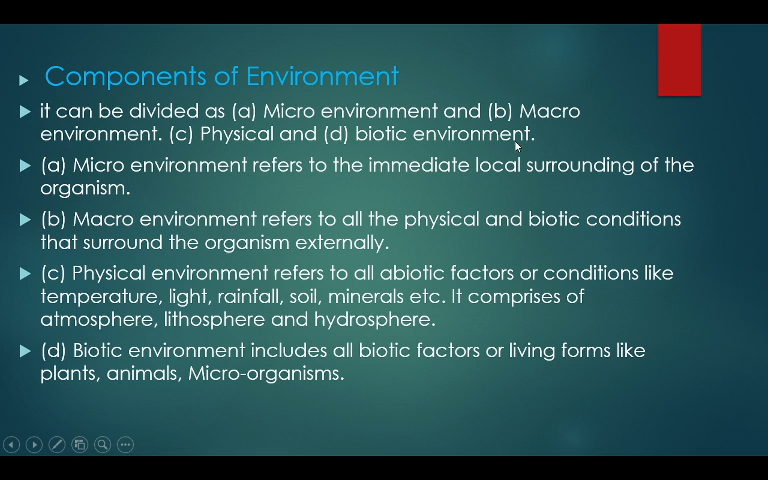 Components of Environment
it can be divided as (a) Micro environment and (b) Macro
environment. (c) Physical and (d) biotic environment.
(a) Micro environment refers to the immediate local surrounding of the
organism.
(b) Macro environment refers to all the physical and biotic conditions
that surround the organism externally.
(c) Physical environment refers to all abiotic factors or conditions like
temperature, light, rainfall, soil, minerals etc. It comprises of
atmosphere, lithosphere and hydrosphere.
(d) Biotic environment includes all biotic factors or living forms like
plants, animals, Micro-organisms.